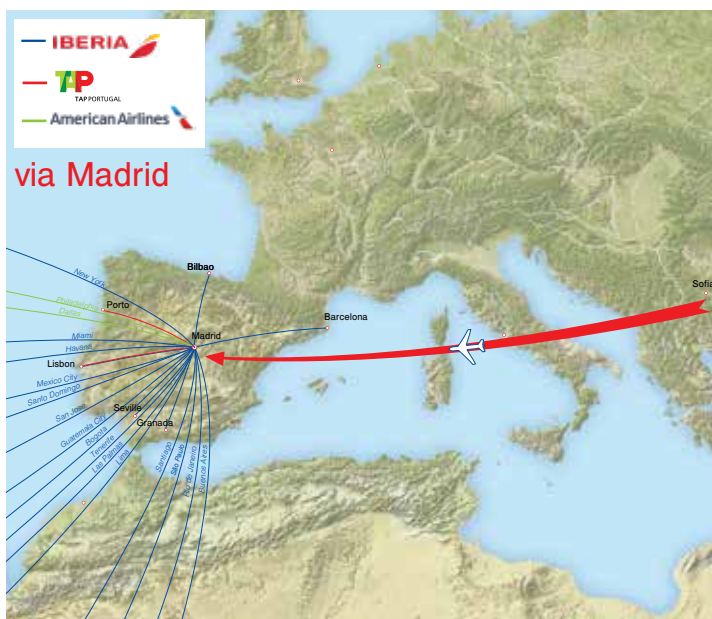 IBERIA
TAP
TAP PORTUGAL
American Airlines
via Madrid
Sofia
Bilbao
New York
Philadelphia
Porto
Dallas
Barcelona
Miami
Madrid
Havana
Lisbon
Mexico City
Santo Domingo
San José
Seville
Granada
Guatemala City
Bogota
Tenerife
Las Palmas
Lima
Santiago
São Paulo
Rio de Janeiro
Buenos Aires